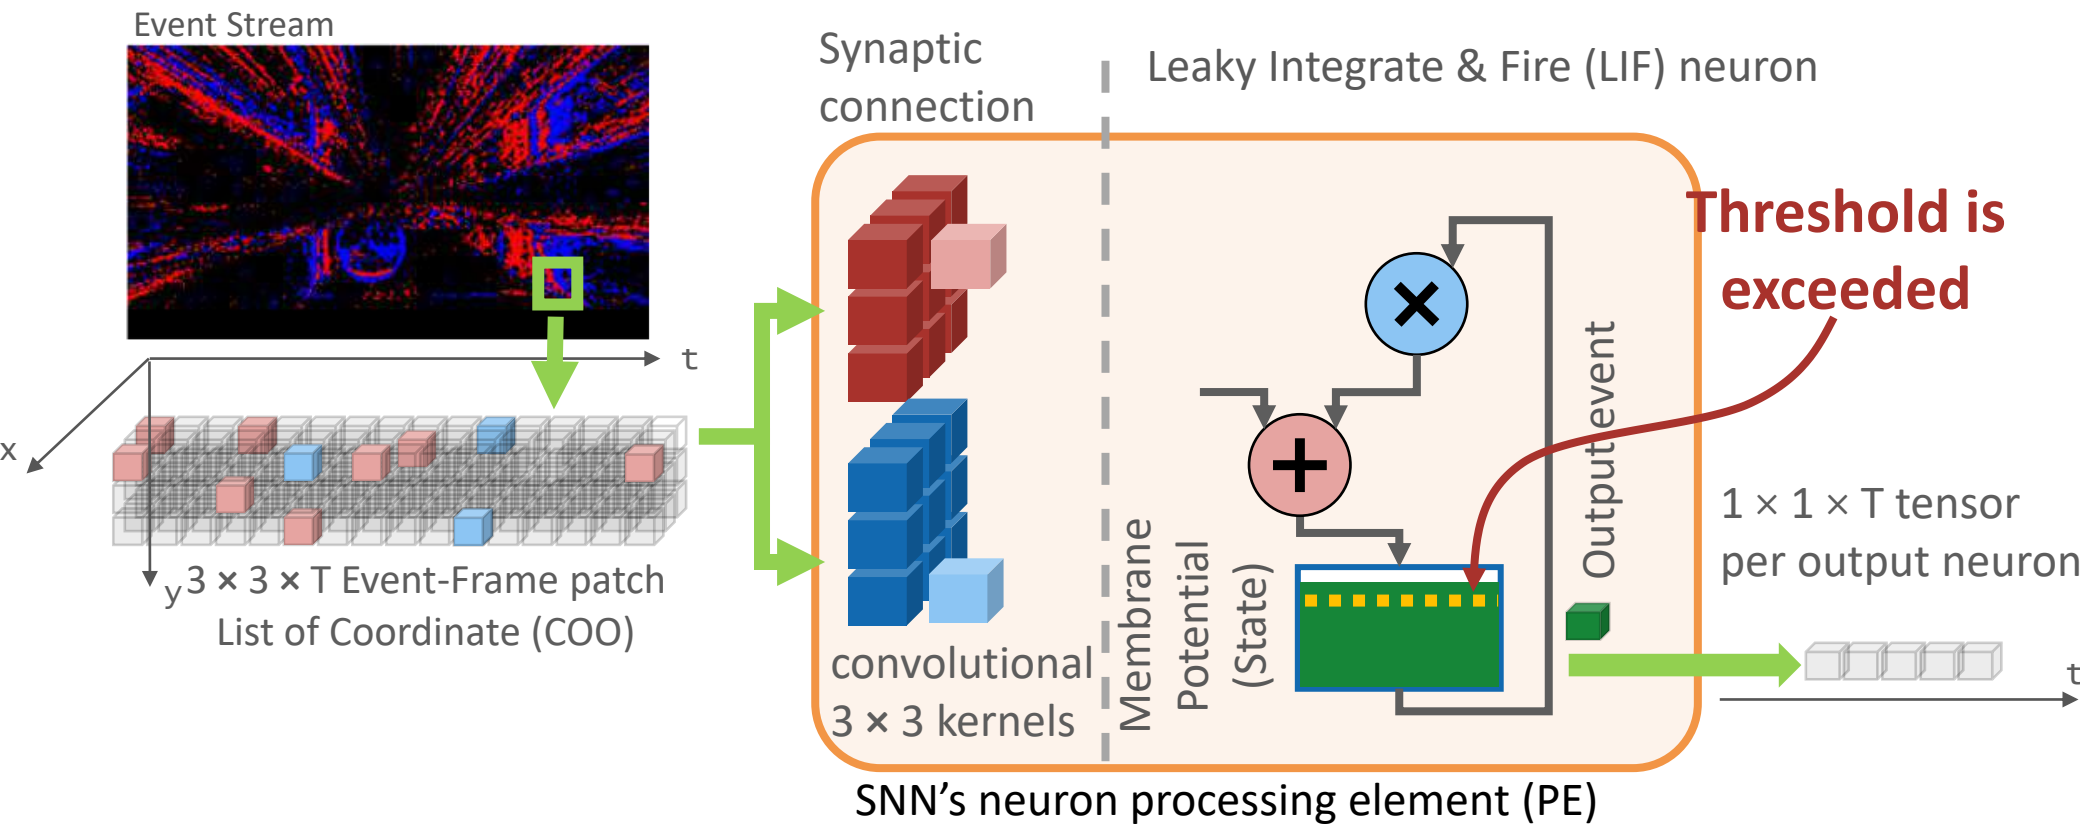 Event Stream
t
x
y
3 × 3 × T Event-Frame patch
List of Coordinate (COO)
Synaptic
connection
convolutional
3 × 3 kernels
Leaky Integrate & Fire (LIF) neuron
Membrane
Potential
(State)
Output event
Threshold is
exceeded
1 × 1 × T tensor
per output neuron
t
SNN’s neuron processing element (PE)